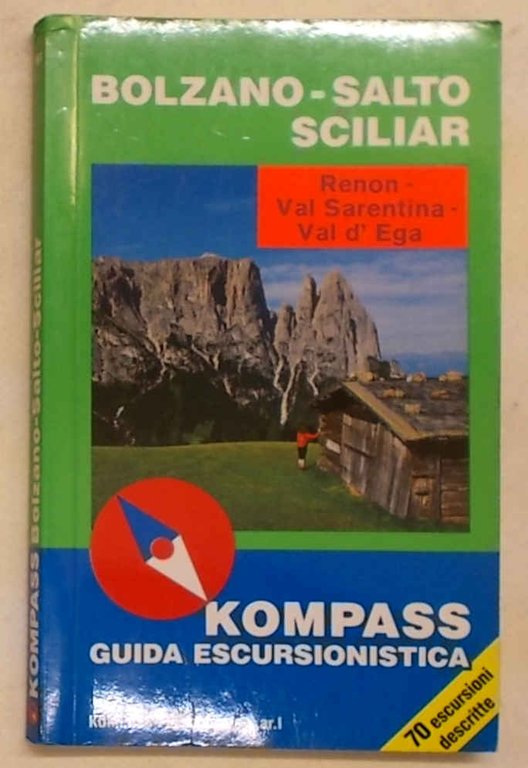 BOLZANO - SALTO
SCILIAR
Renon -
Val Sarentina -
Val d' Ega
KOMPASS
GUIDA ESCURSIONISTICA
70 escursioni
descritte
KOMPASS Bolzano-Salto-Sciliar